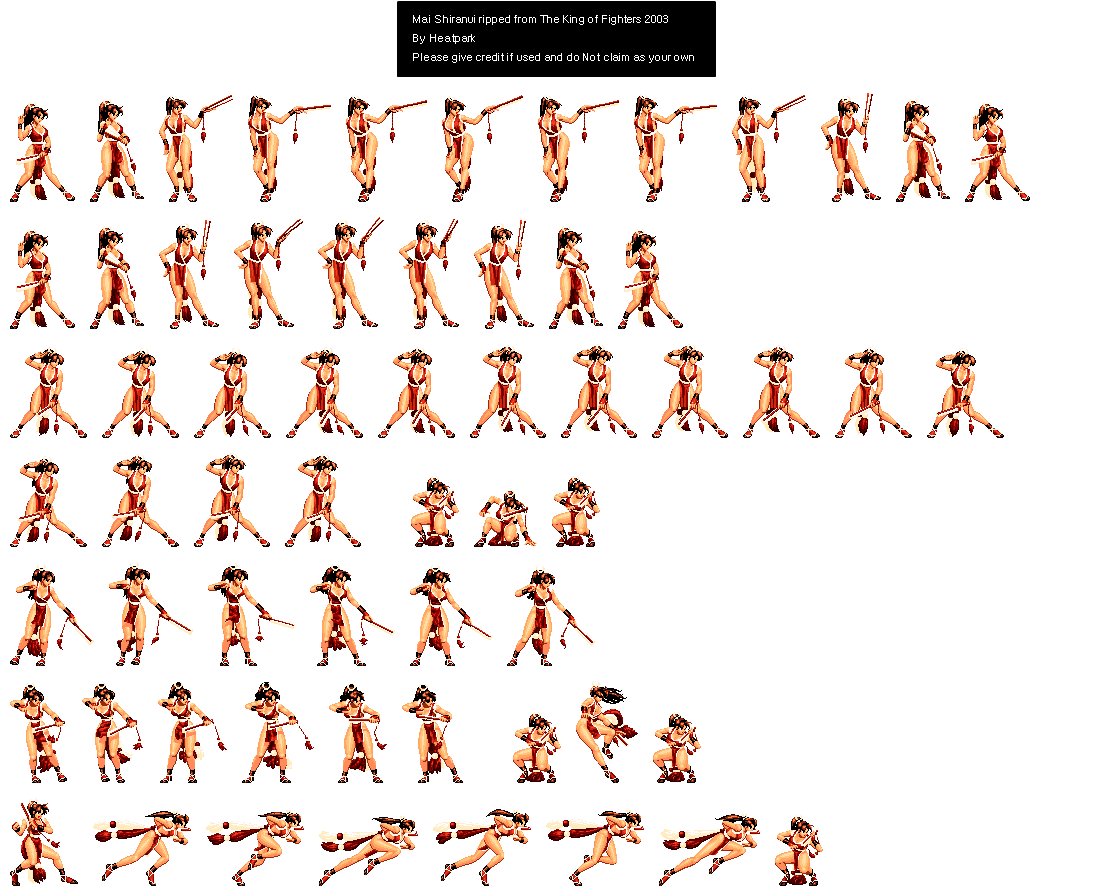 Mai Shiranui ripped from The King of Fighters 2003
By Heatpark
Please give credit if used and do Not claim as your own